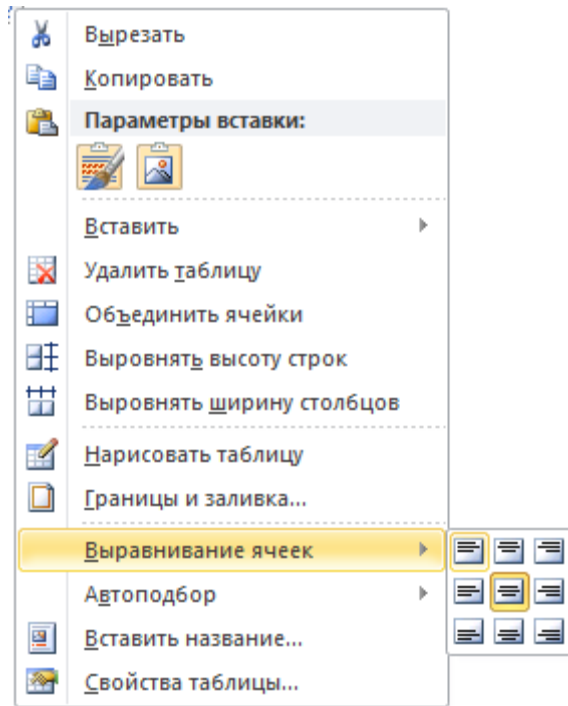 Вырезать
Копировать
Параметры вставки:
Вставить
Удалить таблицу
Объединить ячейки
Выровнять высоту строк
Выровнять ширину столбцов
Нарисовать таблицу
Границы и заливка...
Выравнивание ячеек
Автоподбор
Вставить название...
Свойства таблицы...